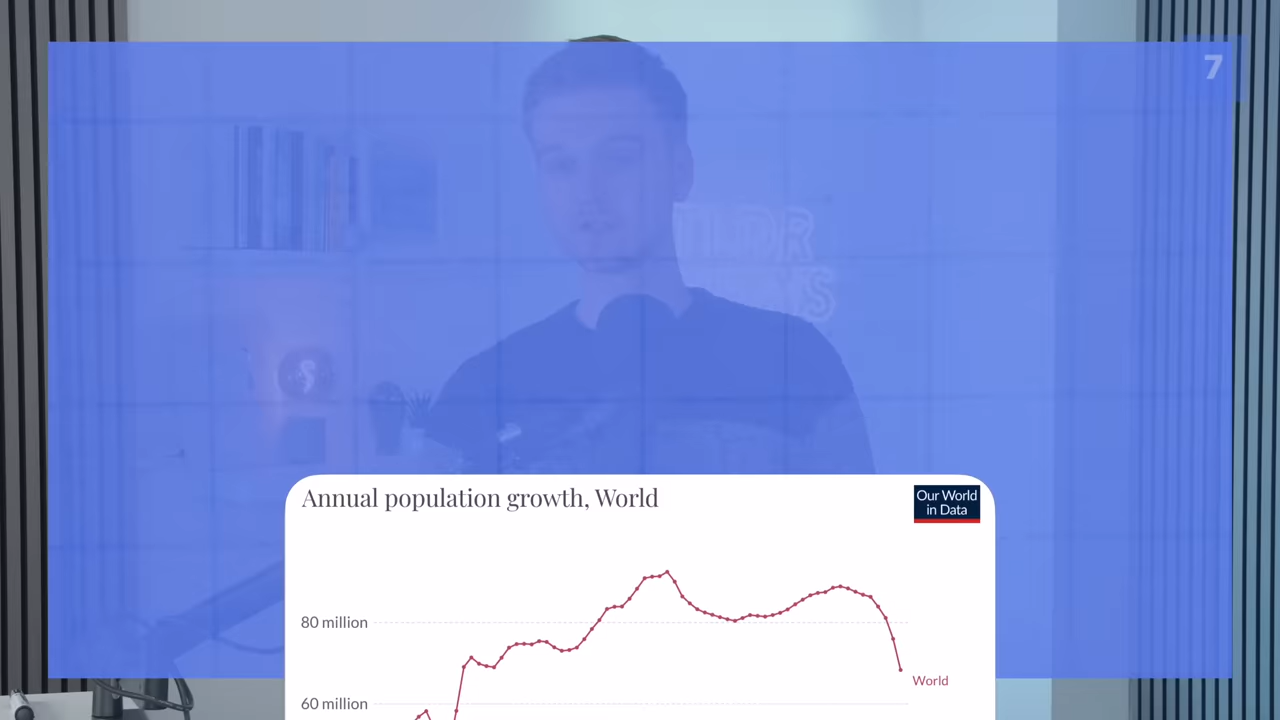 7
Annual population growth, World
Our World
in Data
80 million
World
60 million